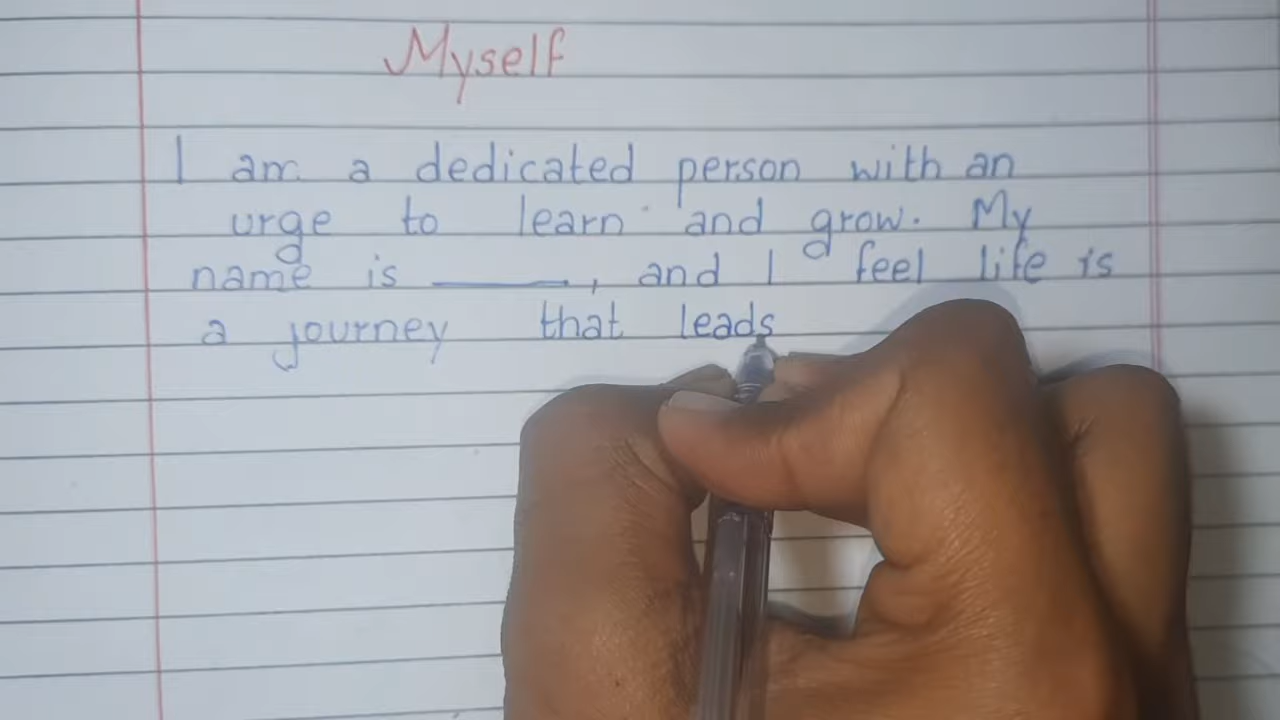 Myself
I am a dedicated person with an
urge to learn and grow. My
name is ______, and I feel life is
a journey that leads